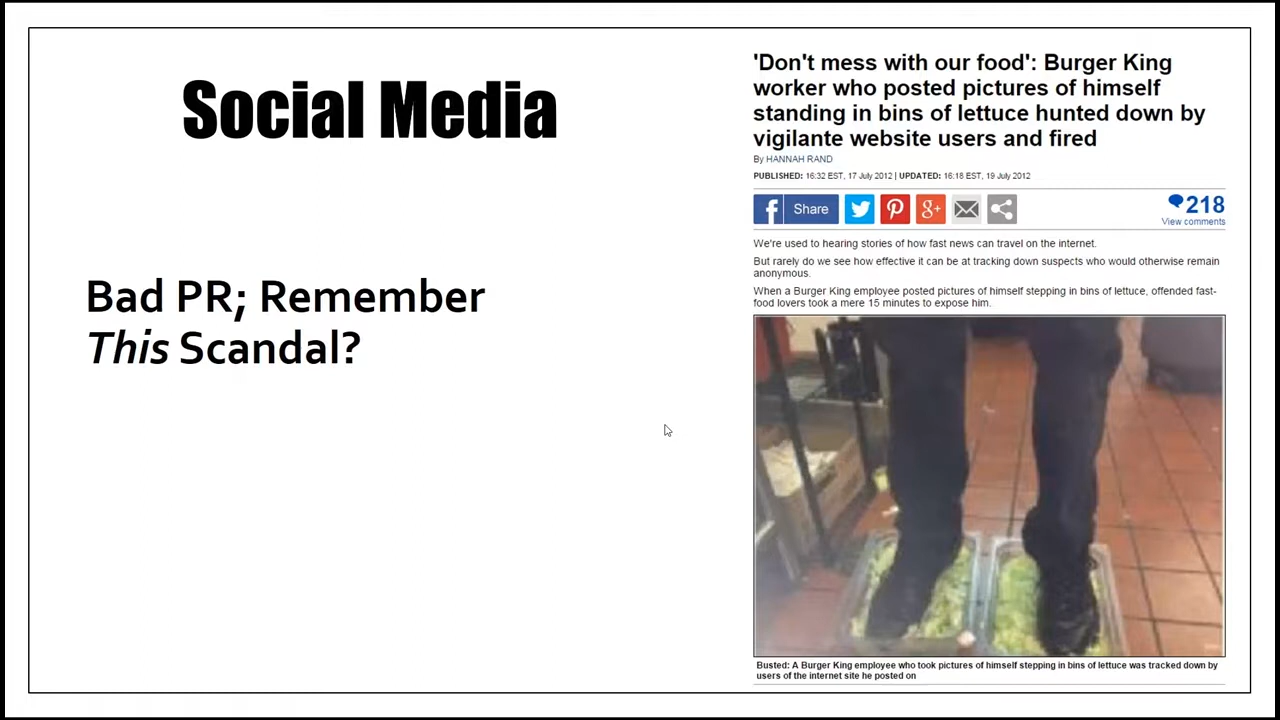 Social Media
Bad PR; Remember
This Scandal?
'Don't mess with our food': Burger King
worker who posted pictures of himself
standing in bins of lettuce hunted down by
vigilante website users and fired
By HANNAH RAND
PUBLISHED: 16:32 EST, 17 July 2012 | UPDATED: 16:18 EST, 19 July 2012
f Share g+ 218
View comments
We're used to hearing stories of how fast news can travel on the internet.
But rarely do we see how effective it can be at tracking down suspects who would otherwise remain
anonymous.
When a Burger King employee posted pictures of himself stepping in bins of lettuce, offended fast-
food lovers took a mere 15 minutes to expose him.
Busted: A Burger King employee who took pictures of himself stepping in bins of lettuce was tracked down by
users of the internet site he posted on